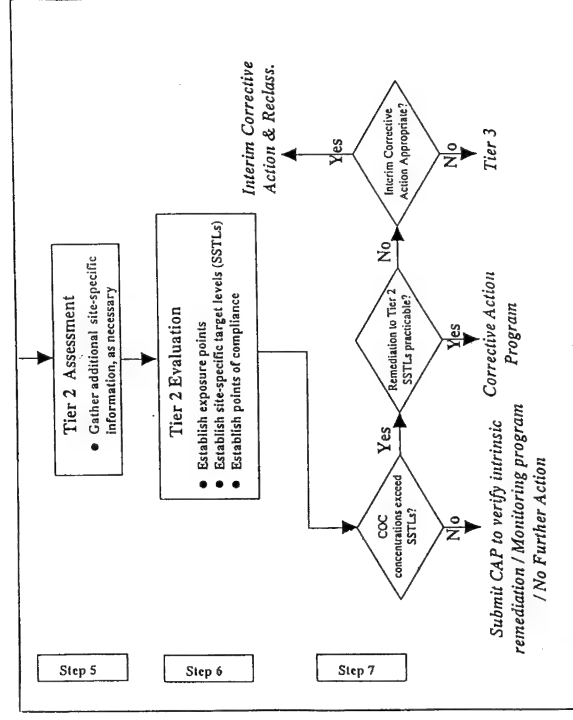 Step 5
Tier 2 Assessment
● Gather additional site-specific
information, as necessary
Step 6
Tier 2 Evaluation
● Establish exposure points
● Establish site-specific target levels (SSTLs)
● Establish points of compliance
Step 7
COC
concentrations exceed
SSTLs?
Yes
No
Submit CAP to verify intrinsic
remediation / Monitoring program
/ No Further Action
Remediation to Tier 2
SSTLs practicable?
No
Yes
Corrective Action
Program
Interim Corrective
Action Appropriate?
Yes
No
Interim Corrective
Action & Reclass.
Tier 3